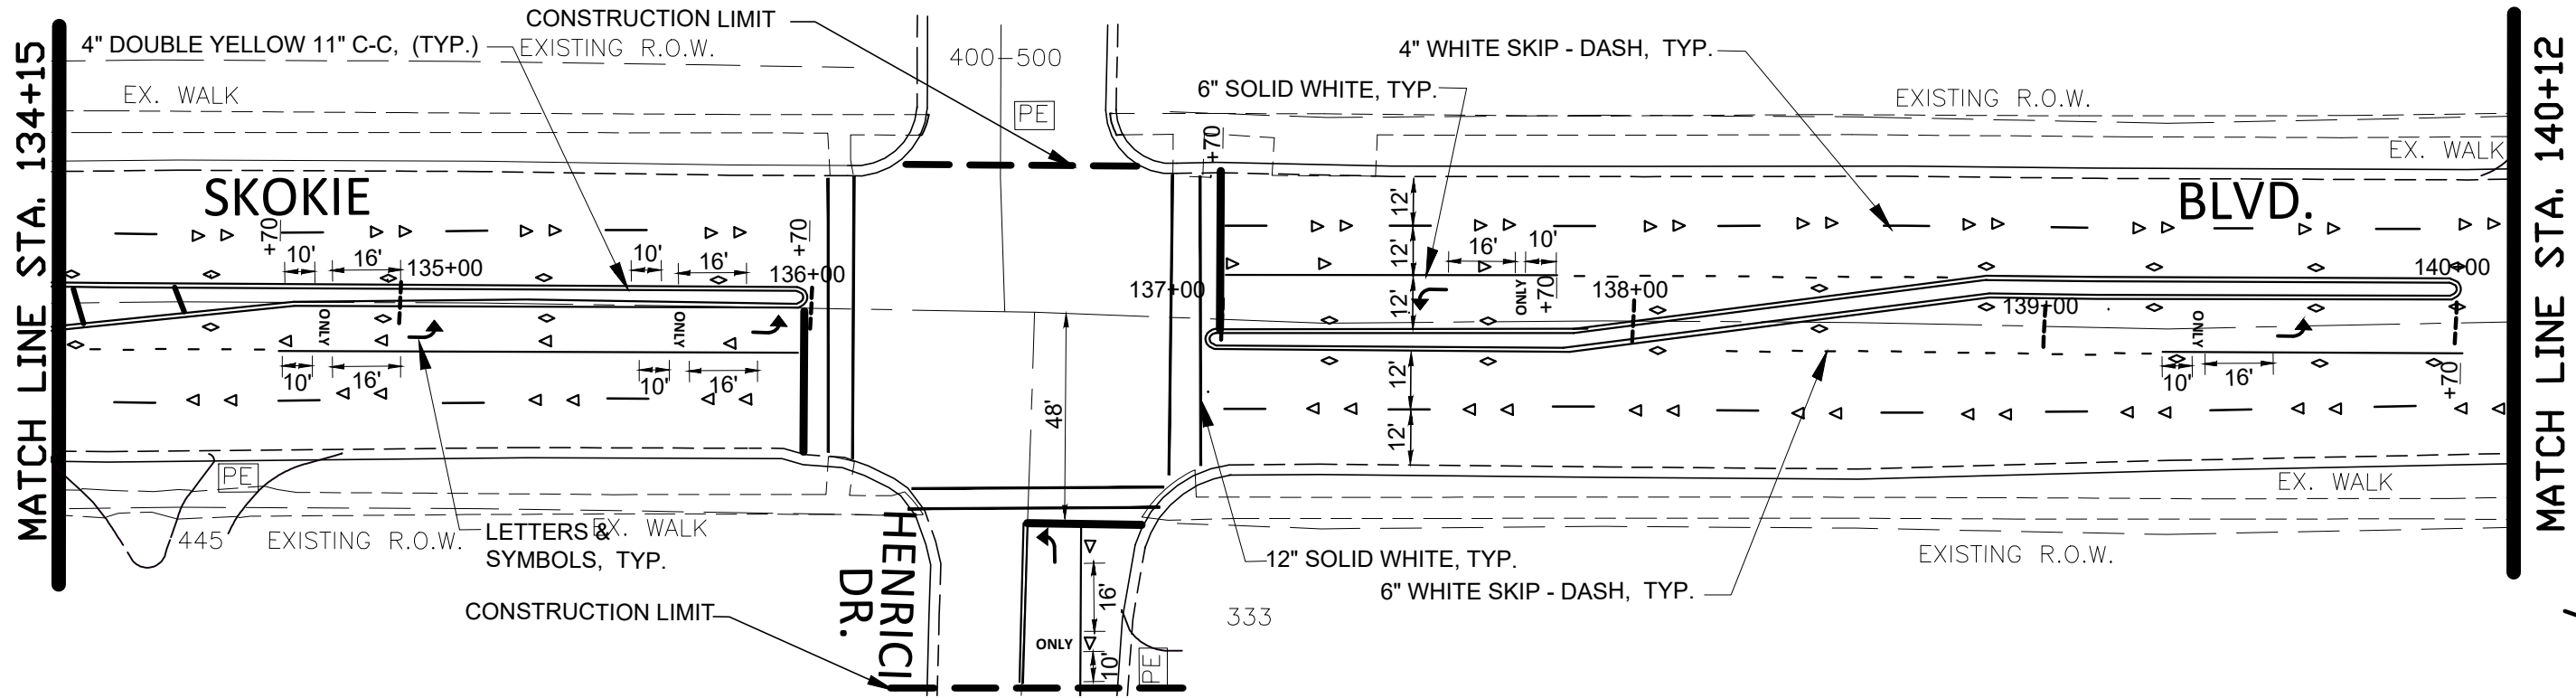 MATCH LINE STA. 134+15
CONSTRUCTION LIMIT
4" DOUBLE YELLOW 11" C-C, (TYP.)
EXISTING R.O.W.
400-500
4" WHITE SKIP - DASH, TYP.
6" SOLID WHITE, TYP.
EX. WALK
PE
EXISTING R.O.W.
EX. WALK
SKOKIE
BLVD.
+70
+70
+70
10'
16'
135+00
10'
16'
136+00
12'
12'
12'
16'
10'
ONLY
+70
137+00
138+00
139+00
140+00
ONLY
ONLY
ONLY
10'
16'
10'
16'
48'
12'
12'
10'
16'
+70
PE
445
EXISTING R.O.W.
LETTERS &
SYMBOLS, TYP.
EX. WALK
HENRICI
DR.
CONSTRUCTION LIMIT
16'
ONLY
10'
PE
12" SOLID WHITE, TYP.
6" WHITE SKIP - DASH, TYP.
333
EX. WALK
EXISTING R.O.W.
MATCH LINE STA. 140+12